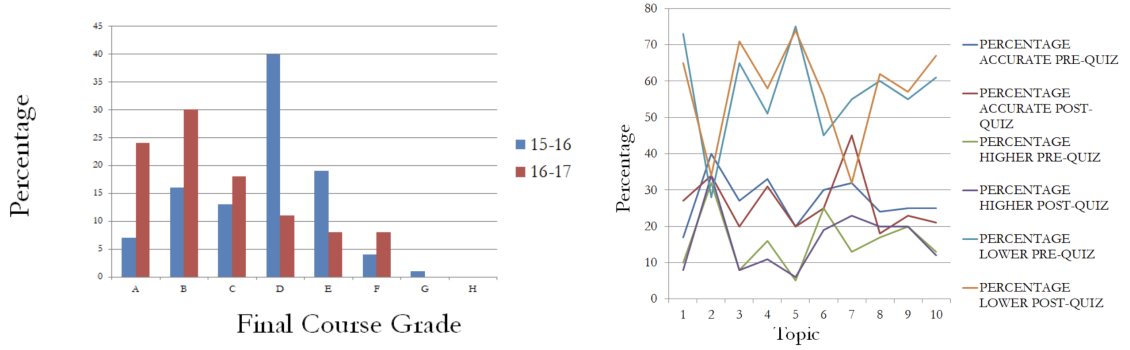 45
40
35
30
25
20
15
10
5
0
Percentage
A B C D E F G H
Final Course Grade
15-16
16-17
80
70
60
50
40
30
20
10
0
Percentage
1 2 3 4 5 6 7 8 9 10
Topic
PERCENTAGE
ACCURATE PRE-QUIZ
PERCENTAGE
ACCURATE POST-
QUIZ
PERCENTAGE
HIGHER PRE-QUIZ
PERCENTAGE
HIGHER POST-QUIZ
PERCENTAGE
LOWER PRE-QUIZ
PERCENTAGE
LOWER POST-QUIZ